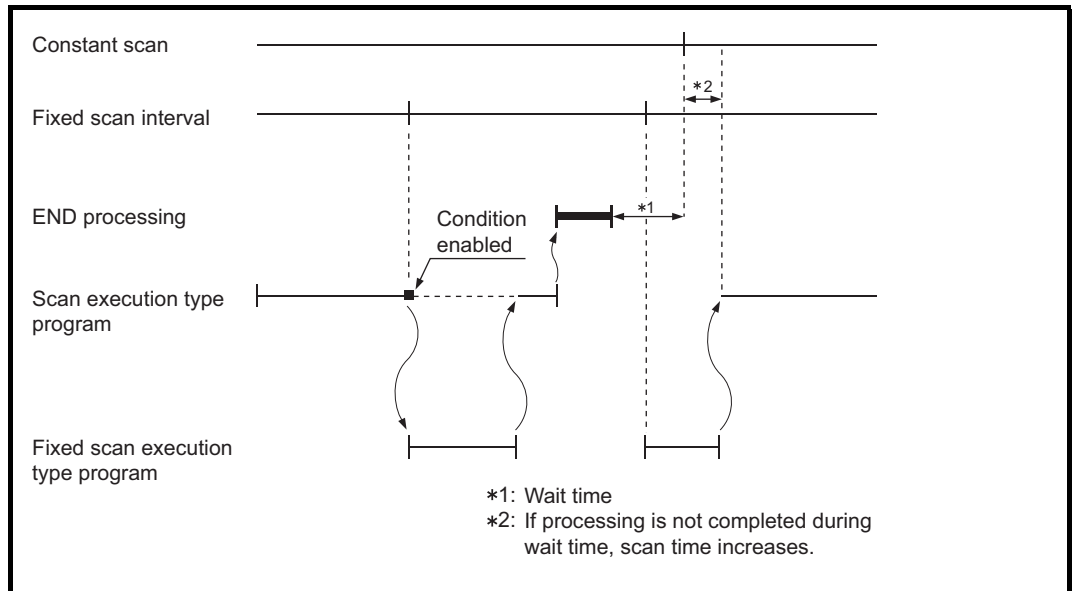 Constant scan
*2
Fixed scan interval
END processing
*1
Condition
enabled
Scan execution type
program
Fixed scan execution
type program
*1: Wait time
*2: If processing is not completed during
wait time, scan time increases.